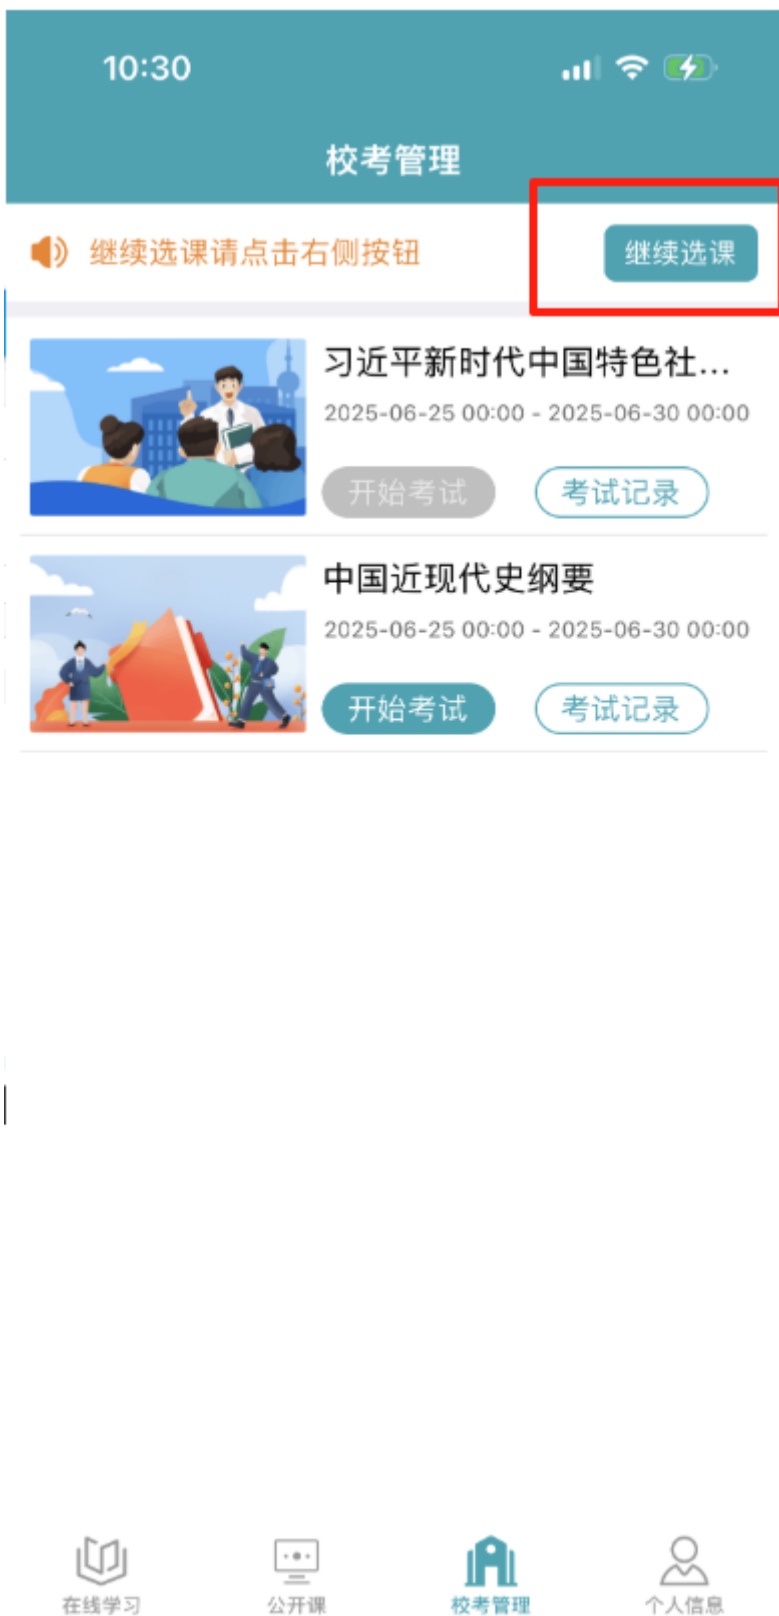 10:30
校考管理
继续选课请点击右侧按钮
继续选课
习近平新时代中国特色社...
2025-06-25 00:00 - 2025-06-30 00:00
开始考试 考试记录
中国近现代史纲要
2025-06-25 00:00 - 2025-06-30 00:00
开始考试 考试记录
在线学习 公开课 校考管理 个人信息